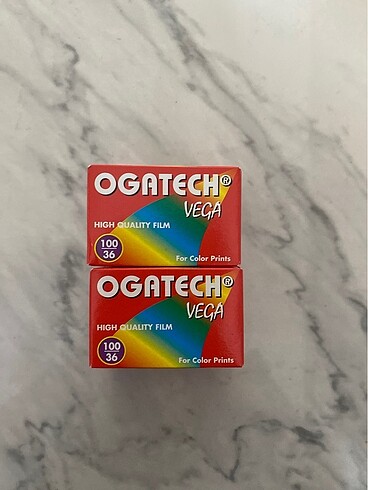 OGATECH®
VEGA
HIGH QUALITY FILM
100
36
For Color Prints
OGATECH®
VEGA
HIGH QUALITY FILM
100
36
For Color Prints